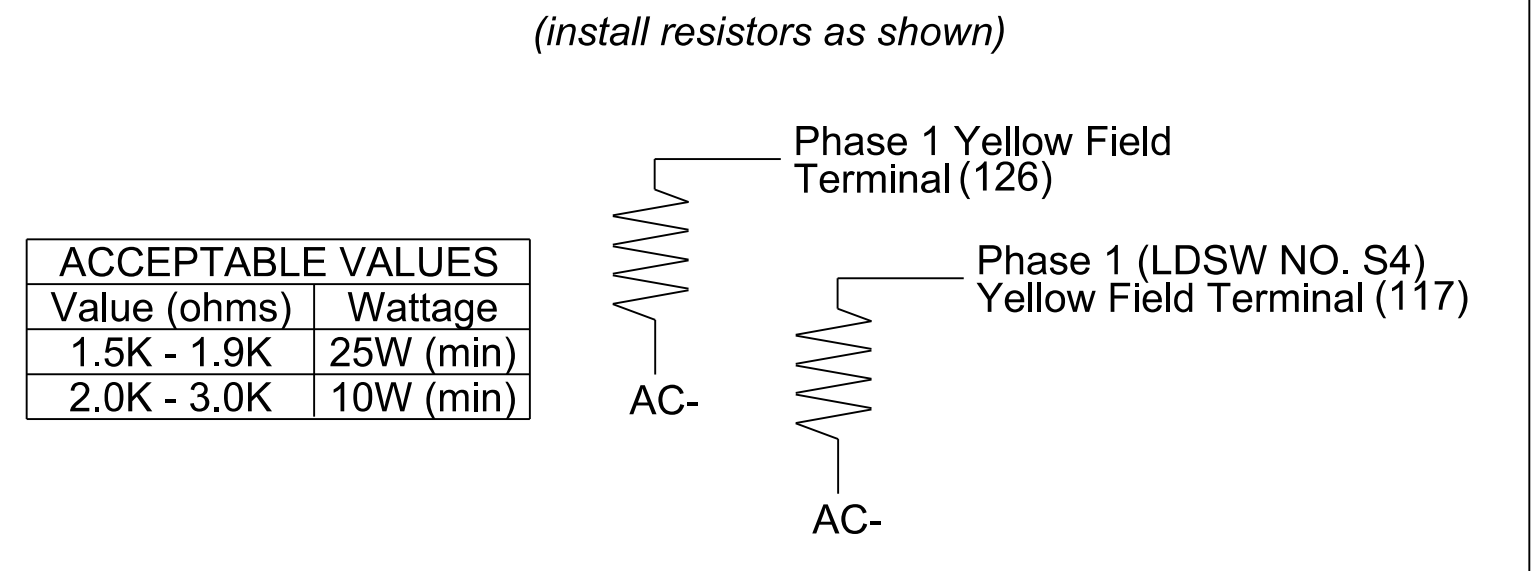 (install resistors as shown)
Phase 1 Yellow Field
Terminal (126)
ACCEPTABLE VALUES
Value (ohms) Wattage
1.5K - 1.9K 25W (min)
2.0K - 3.0K 10W (min)
AC-
Phase 1 (LDSW NO. S4)
Yellow Field Terminal (117)
AC-